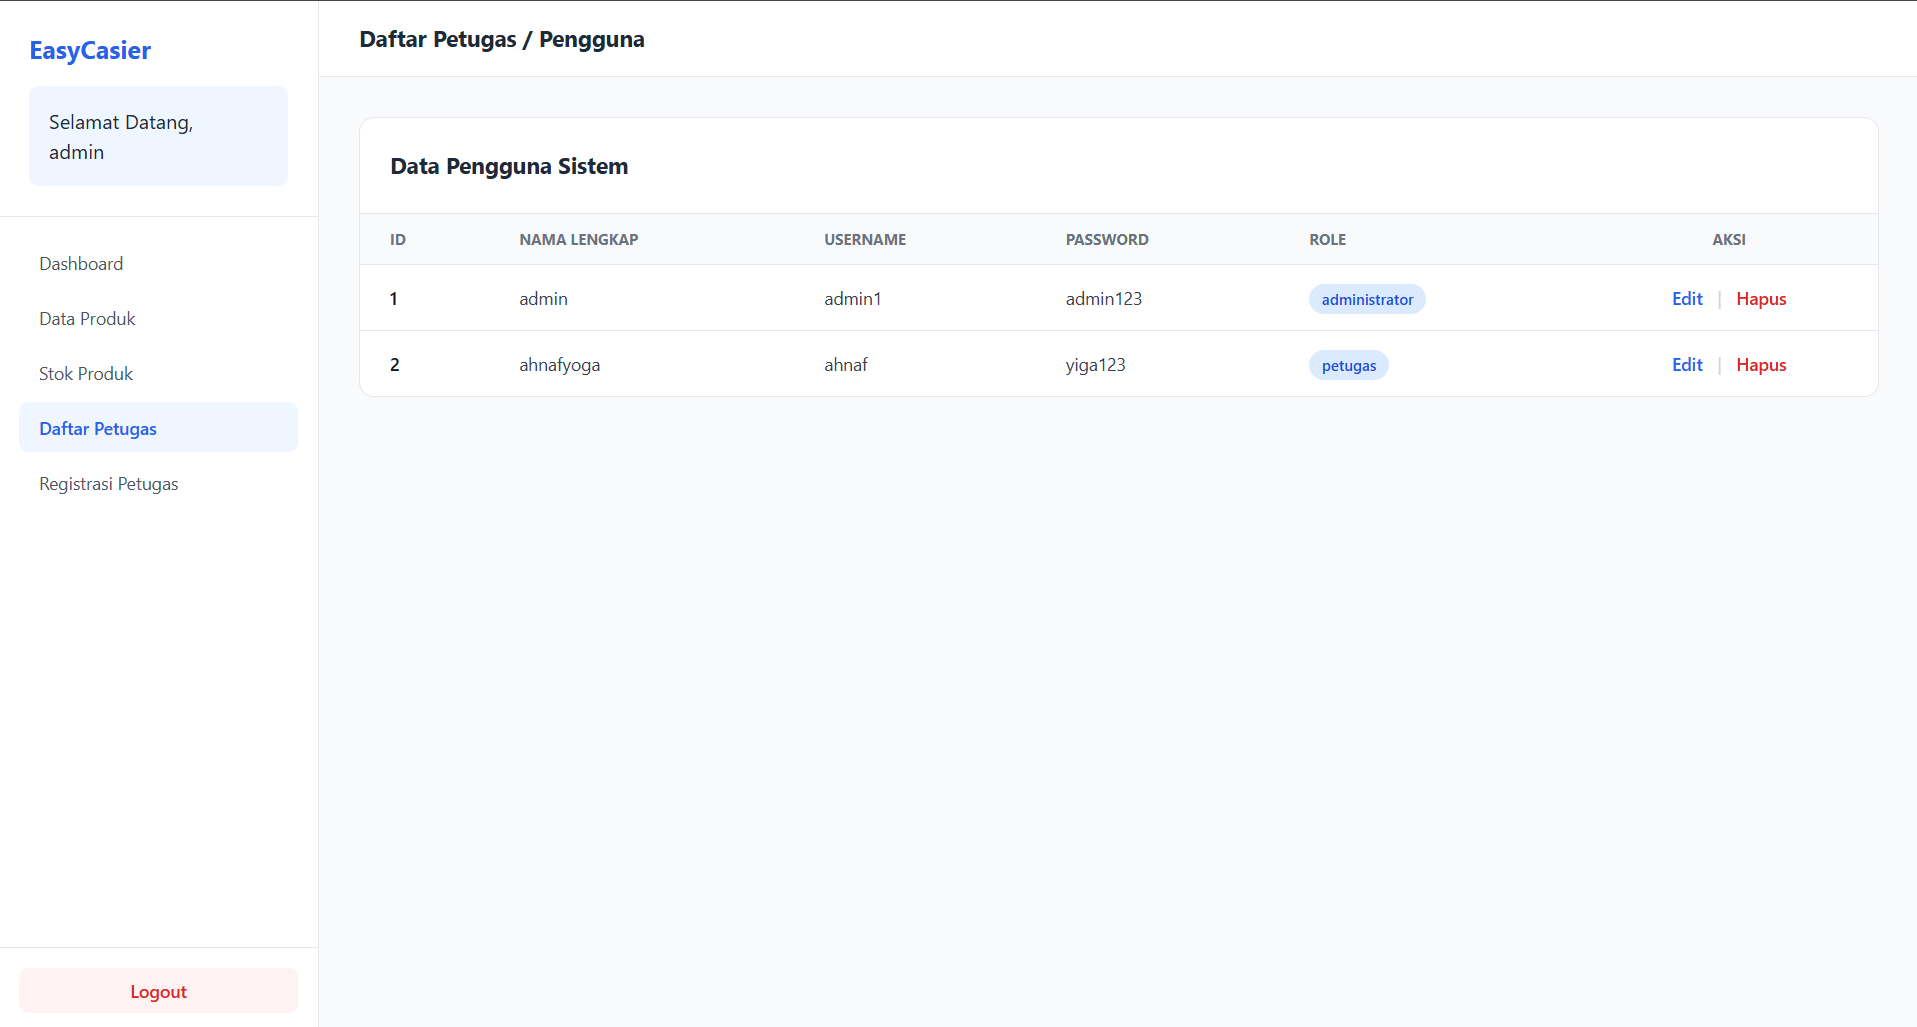 EasyCasier
Selamat Datang,
admin
Dashboard
Data Produk
Stok Produk
Daftar Petugas
Registrasi Petugas
Logout
Daftar Petugas / Pengguna
Data Pengguna Sistem
ID NAMA LENGKAP USERNAME PASSWORD ROLE AKSI
1 admin admin1 admin123 administrator Edit | Hapus
2 ahnafyoga ahnaf yiga123 petugas Edit | Hapus